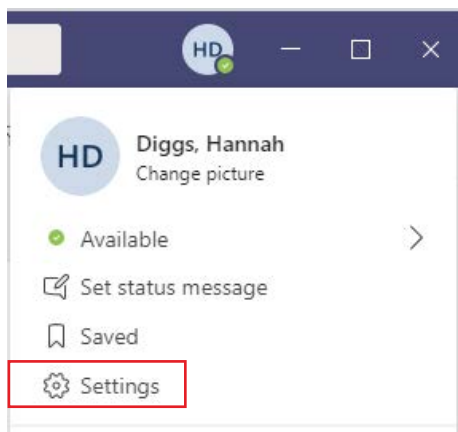 HD
HD
Diggs, Hannah
Change picture
Available
Set status message
Saved
Settings